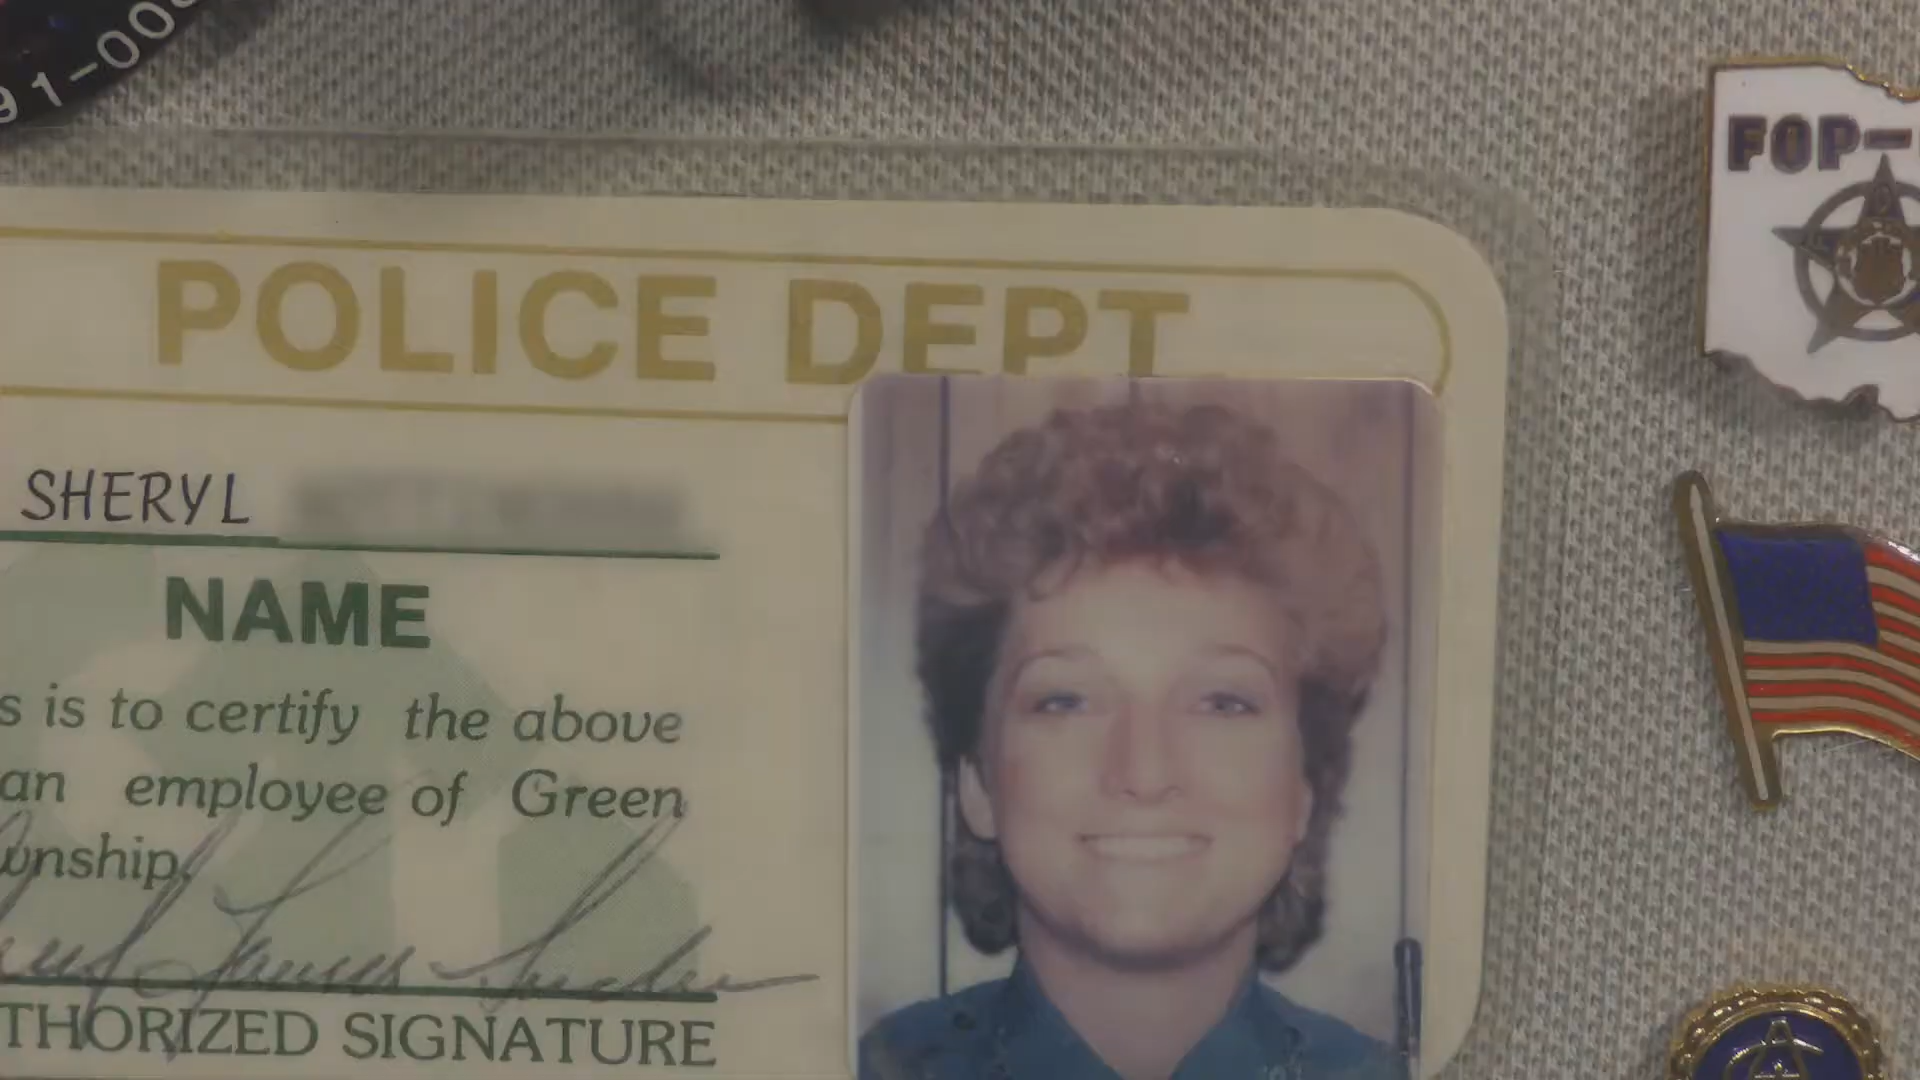 91-00
FOP-
POLICE DEPT
SHERYL
NAME
s is to certify the above
an employee of Green
wnship.
THORIZED SIGNATURE